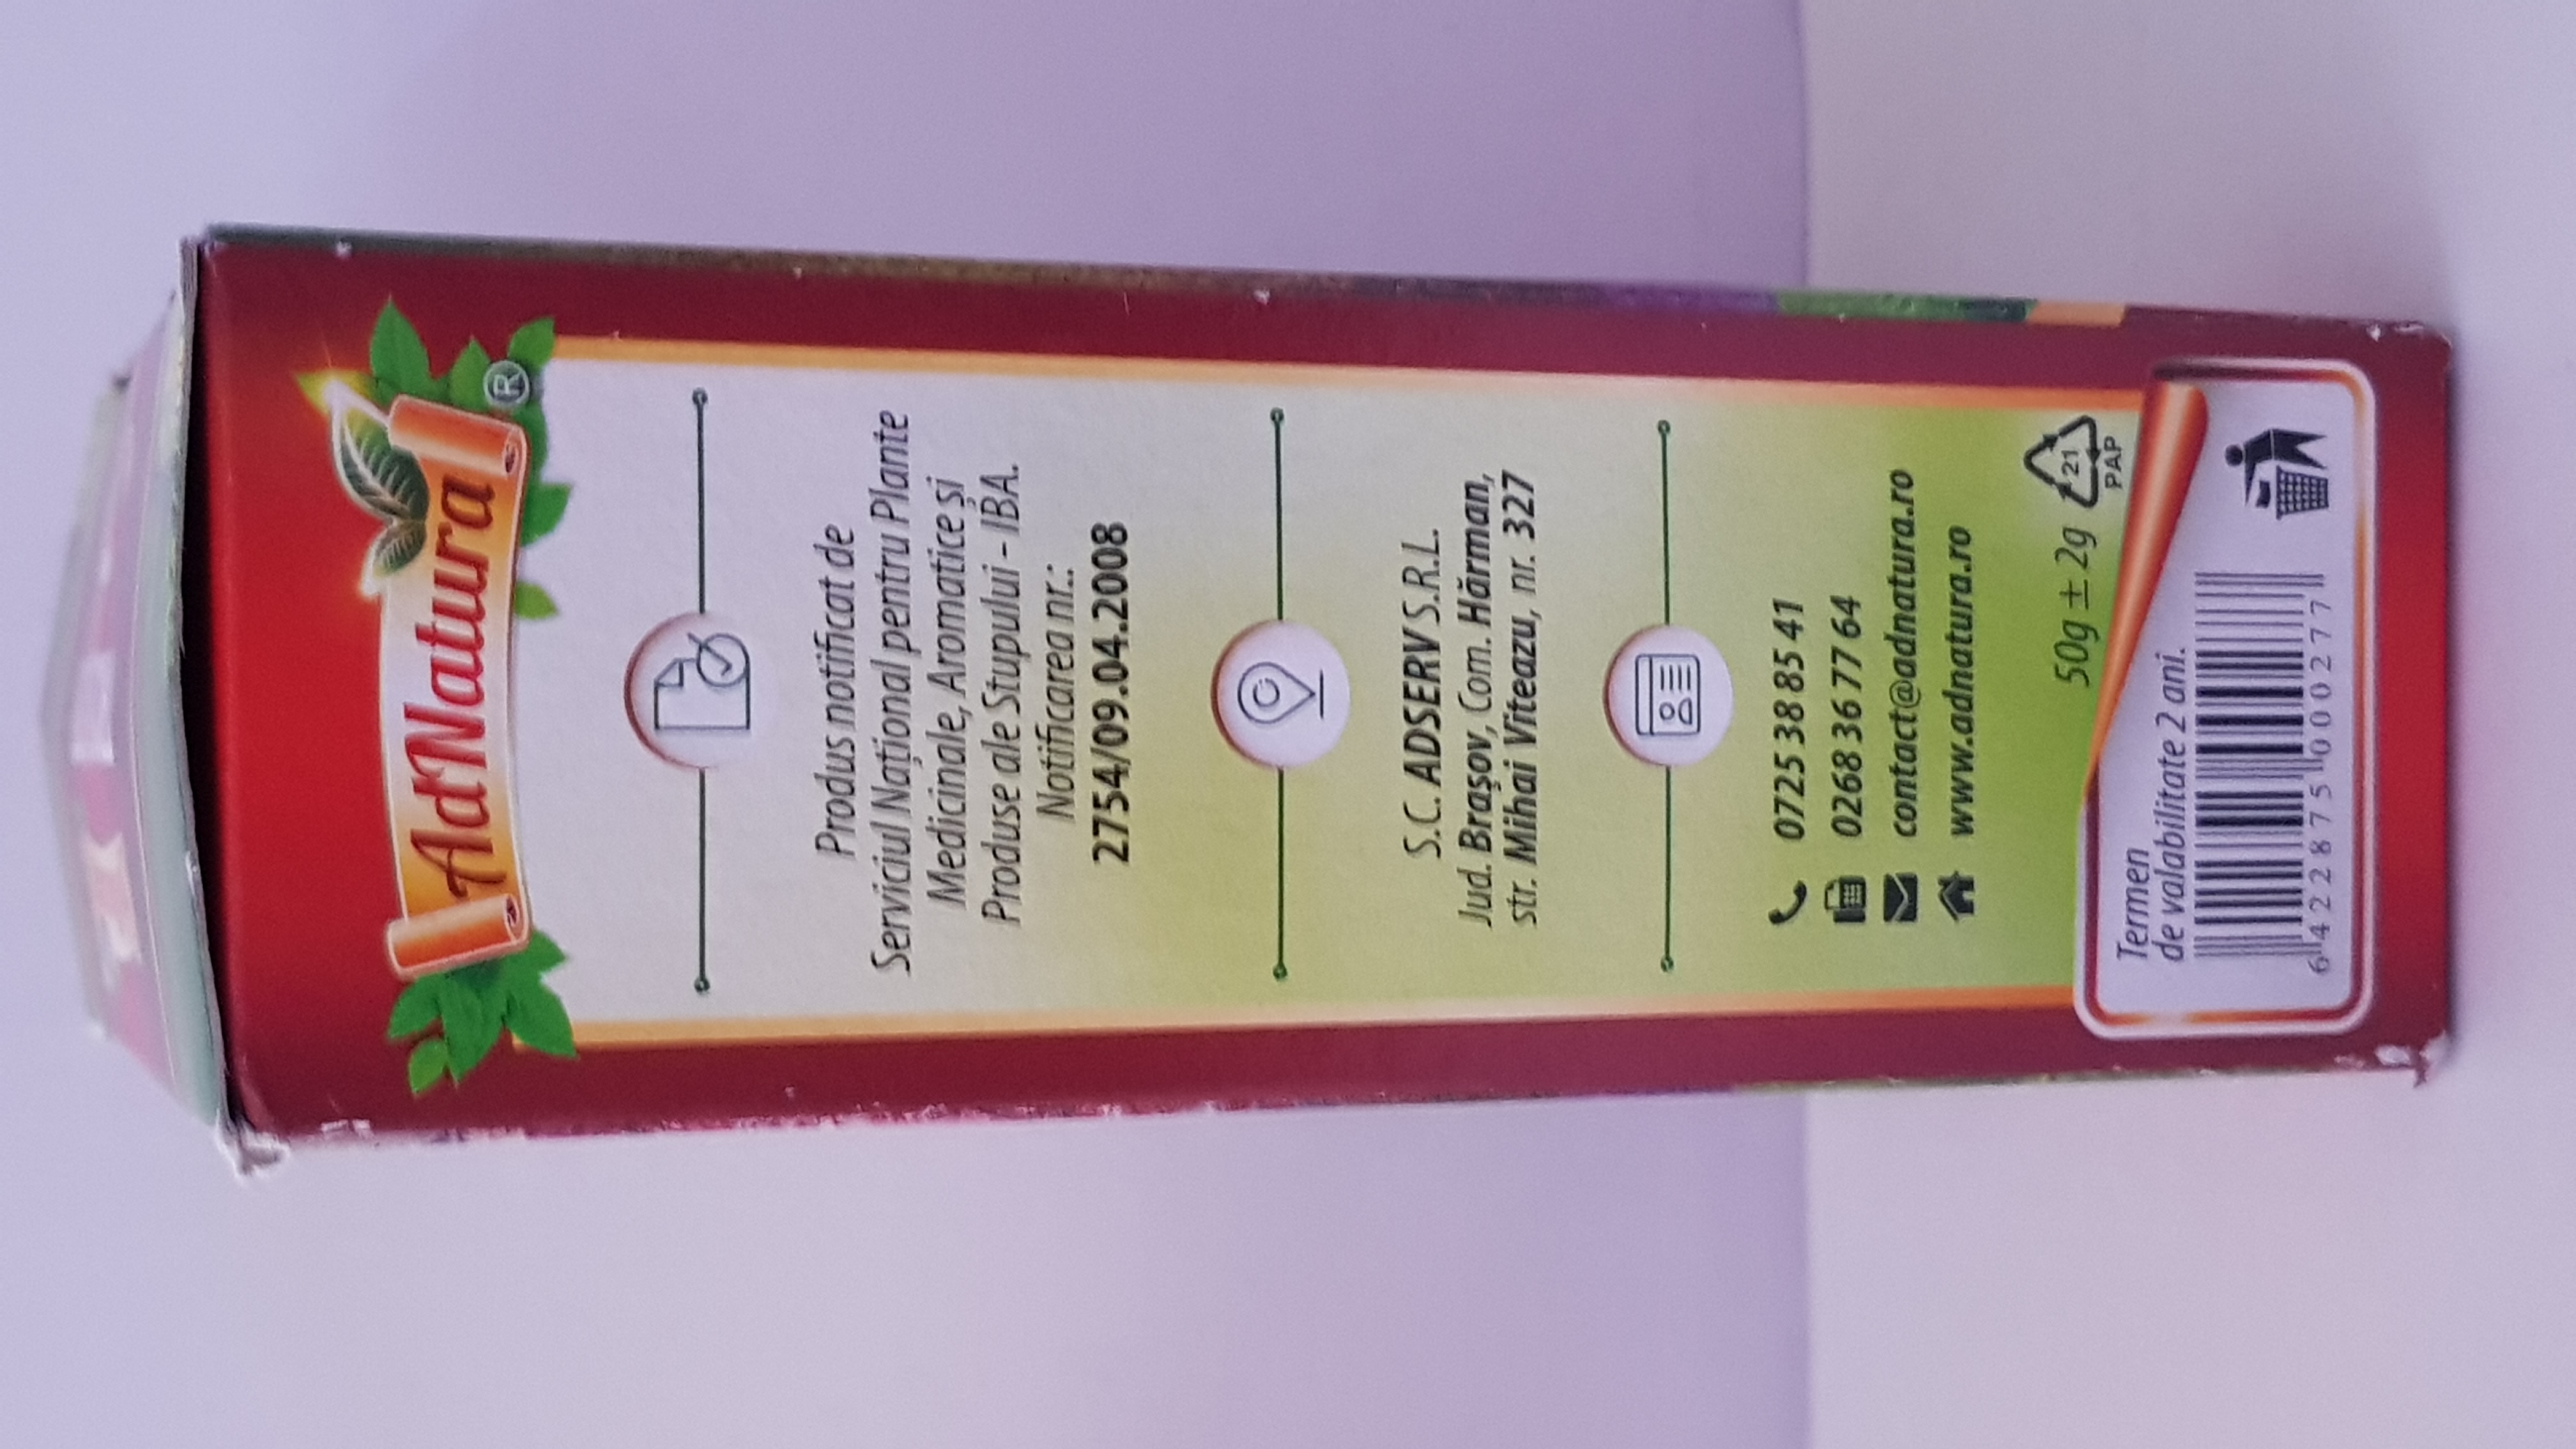 AdNatura®
Produs notificat de
Serviciul Național pentru Plante
Medicinale, Aromatice și
Produse ale Stupului - IBA.
Notificarea nr.:
2754/09.04.2008
S.C. ADSERV S.R.L.
Jud. Brașov, Com. Hărman,
str. Mihai Viteazu, nr. 327
0725 38 85 41
0268 36 77 64
contact@adnatura.ro
www.adnatura.ro
50g ± 2g
21
PAP
Termen
de valabilitate 2 ani.
6 422875 000277